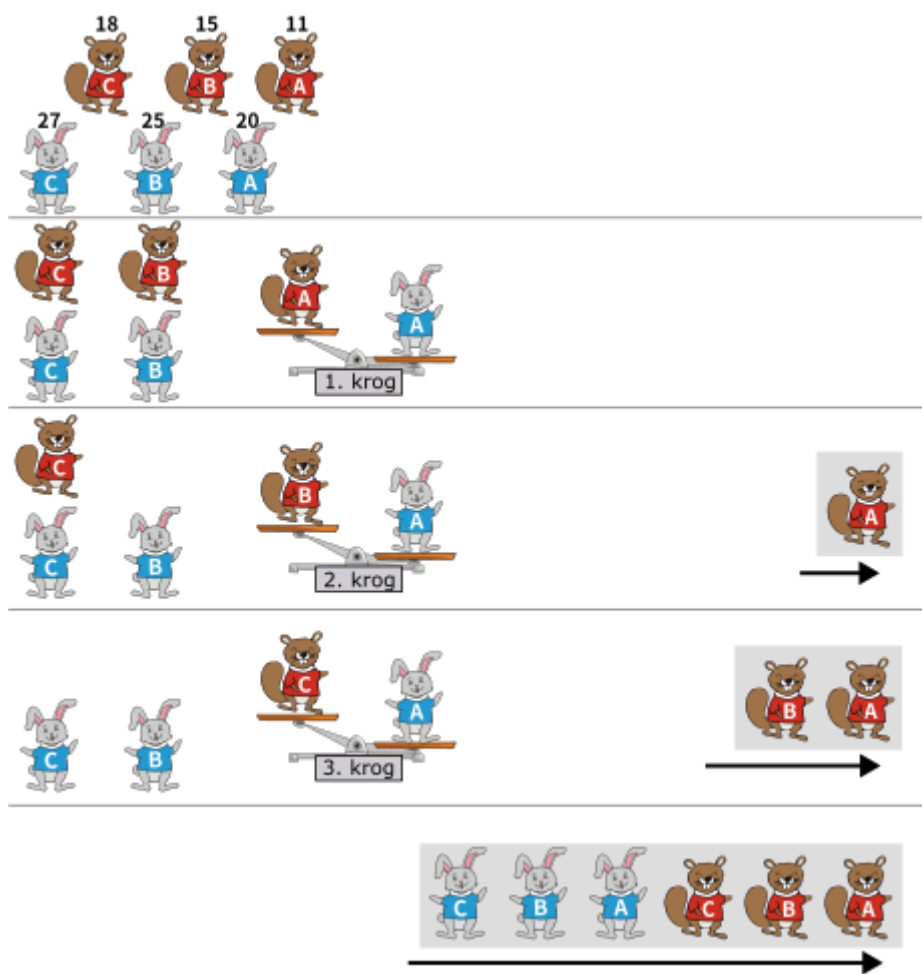 18 15 11
C B A
27 25 20
C B A
C B A
A
C B
1. krog
C B A
A
C B A
2. krog
C B A
A
C B
3. krog
C B A C B A